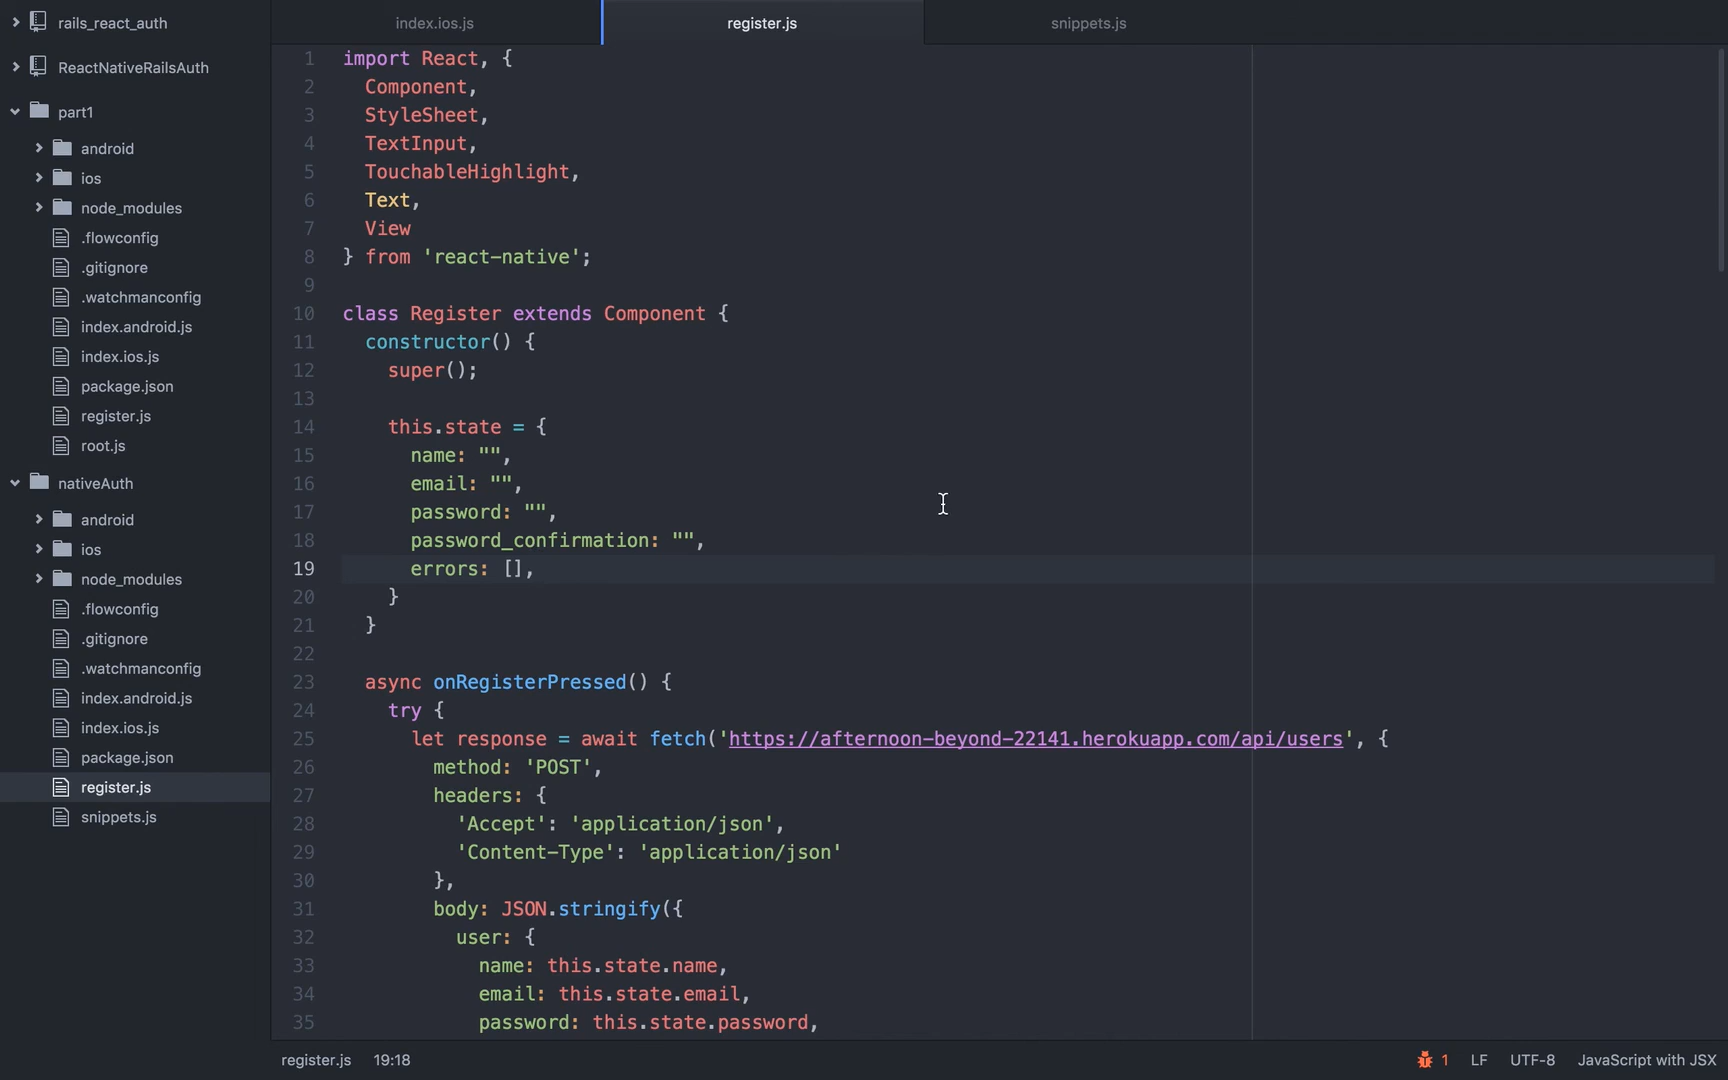 rails_react_auth
ReactNativeRailsAuth
part1
android
ios
node_modules
.flowconfig
.gitignore
.watchmanconfig
index.android.js
index.ios.js
package.json
register.js
root.js
nativeAuth
android
ios
node_modules
.flowconfig
.gitignore
.watchmanconfig
index.android.js
index.ios.js
package.json
register.js
snippets.js
index.ios.js register.js snippets.js
1 import React, {
2 Component,
3 StyleSheet,
4 TextInput,
5 TouchableHighlight,
6 Text,
7 View
8 } from 'react-native';
9
10 class Register extends Component {
11 constructor() {
12 super();
13
14 this.state = {
15 name: "",
16 email: "",
17 password: "",
18 password_confirmation: "",
19 errors: [],
20 }
21 }
22
23 async onRegisterPressed() {
24 try {
25 let response = await fetch('https://afternoon-beyond-22141.herokuapp.com/api/users', {
26 method: 'POST',
27 headers: {
28 'Accept': 'application/json',
29 'Content-Type': 'application/json'
30 },
31 body: JSON.stringify({
32 user: {
33 name: this.state.name,
34 email: this.state.email,
35 password: this.state.password,
register.js 19:18 1 LF UTF-8 JavaScript with JSX